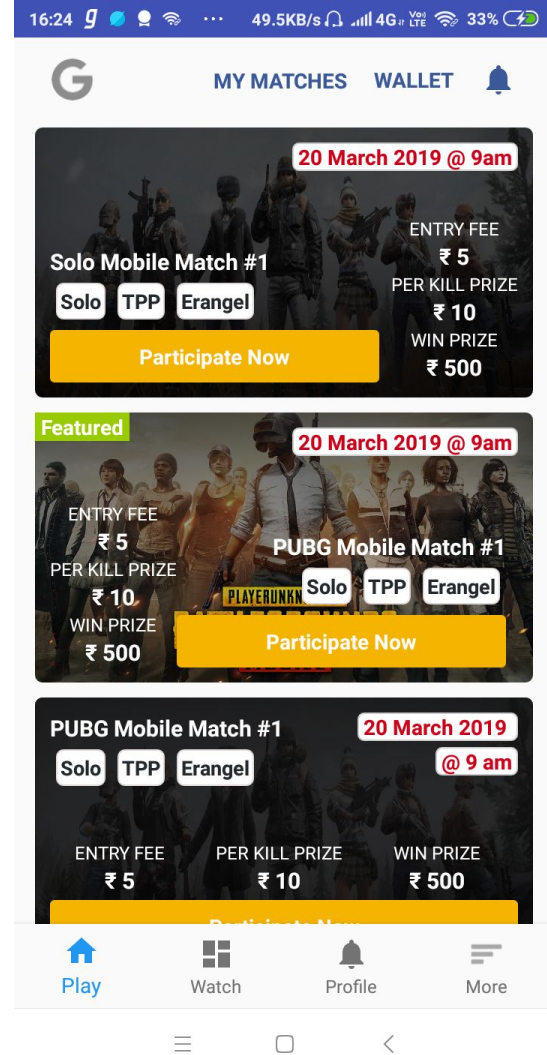 16:24 g ... 49.5KB/s 4G VoLTE 33%
G MY MATCHES WALLET
20 March 2019 @ 9am
ENTRY FEE
₹ 5
Solo Mobile Match #1
PER KILL PRIZE
Solo TPP Erangel
₹ 10
WIN PRIZE
Participate Now
₹ 500
Featured
20 March 2019 @ 9am
ENTRY FEE
₹ 5
PUBG Mobile Match #1
PER KILL PRIZE
Solo TPP Erangel
₹ 10
PLAYERUNKN
WIN PRIZE
Participate Now
₹ 500
PUBG Mobile Match #1
20 March 2019
@ 9 am
Solo TPP Erangel
ENTRY FEE PER KILL PRIZE WIN PRIZE
₹ 5 ₹ 10 ₹ 500
Participate Now
Play Watch Profile More